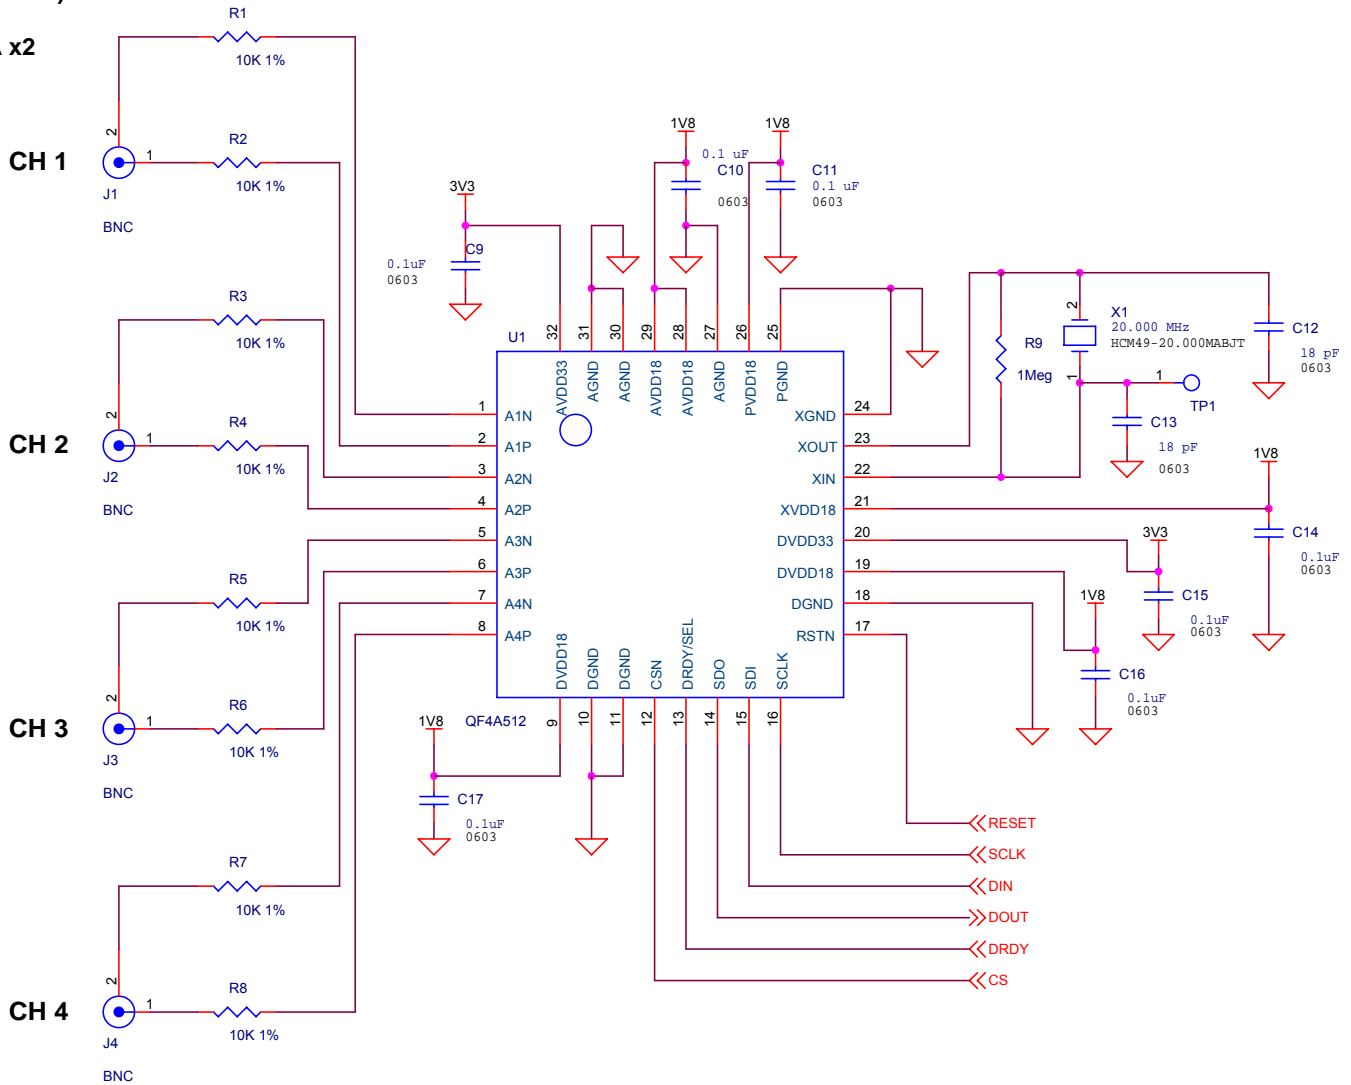 A x2
R1
10K 1%
2
CH 1
1
R2
10K 1%
J1
BNC
R3
10K 1%
2
CH 2
1
R4
10K 1%
J2
BNC
R5
10K 1%
2
CH 3
1
R6
10K 1%
J3
BNC
R7
10K 1%
2
CH 4
1
R8
10K 1%
J4
BNC
3V3
C9
0.1uF
0603
1V8
0.1 uF
C10
0603
1V8
C11
0.1 uF
0603
U1
32
31
30
29
28
27
26
25
AVDD33
AGND
AGND
AVDD18
AVDD18
AGND
PVDD18
PGND
1 A1N
2 A1P
3 A2N
4 A2P
5 A3N
6 A3P
7 A4N
8 A4P
XGND 24
XOUT 23
XIN 22
XVDD18 21
DVDD33 20
DVDD18 19
DGND 18
RSTN 17
DVDD18
DGND
DGND
CSN
DRDY/SEL
SDO
SDI
SCLK
9
10
11
12
13
14
15
16
QF4A512
1V8
C17
0.1uF
0603
R9
1Meg
2
X1
20.000 MHz
HCM49-20.000MABJT
1
1
TP1
C12
18 pF
0603
C13
18 pF
0603
1V8
C14
0.1uF
0603
3V3
C15
0.1uF
0603
1V8
C16
0.1uF
0603
RESET
SCLK
DIN
DOUT
DRDY
CS